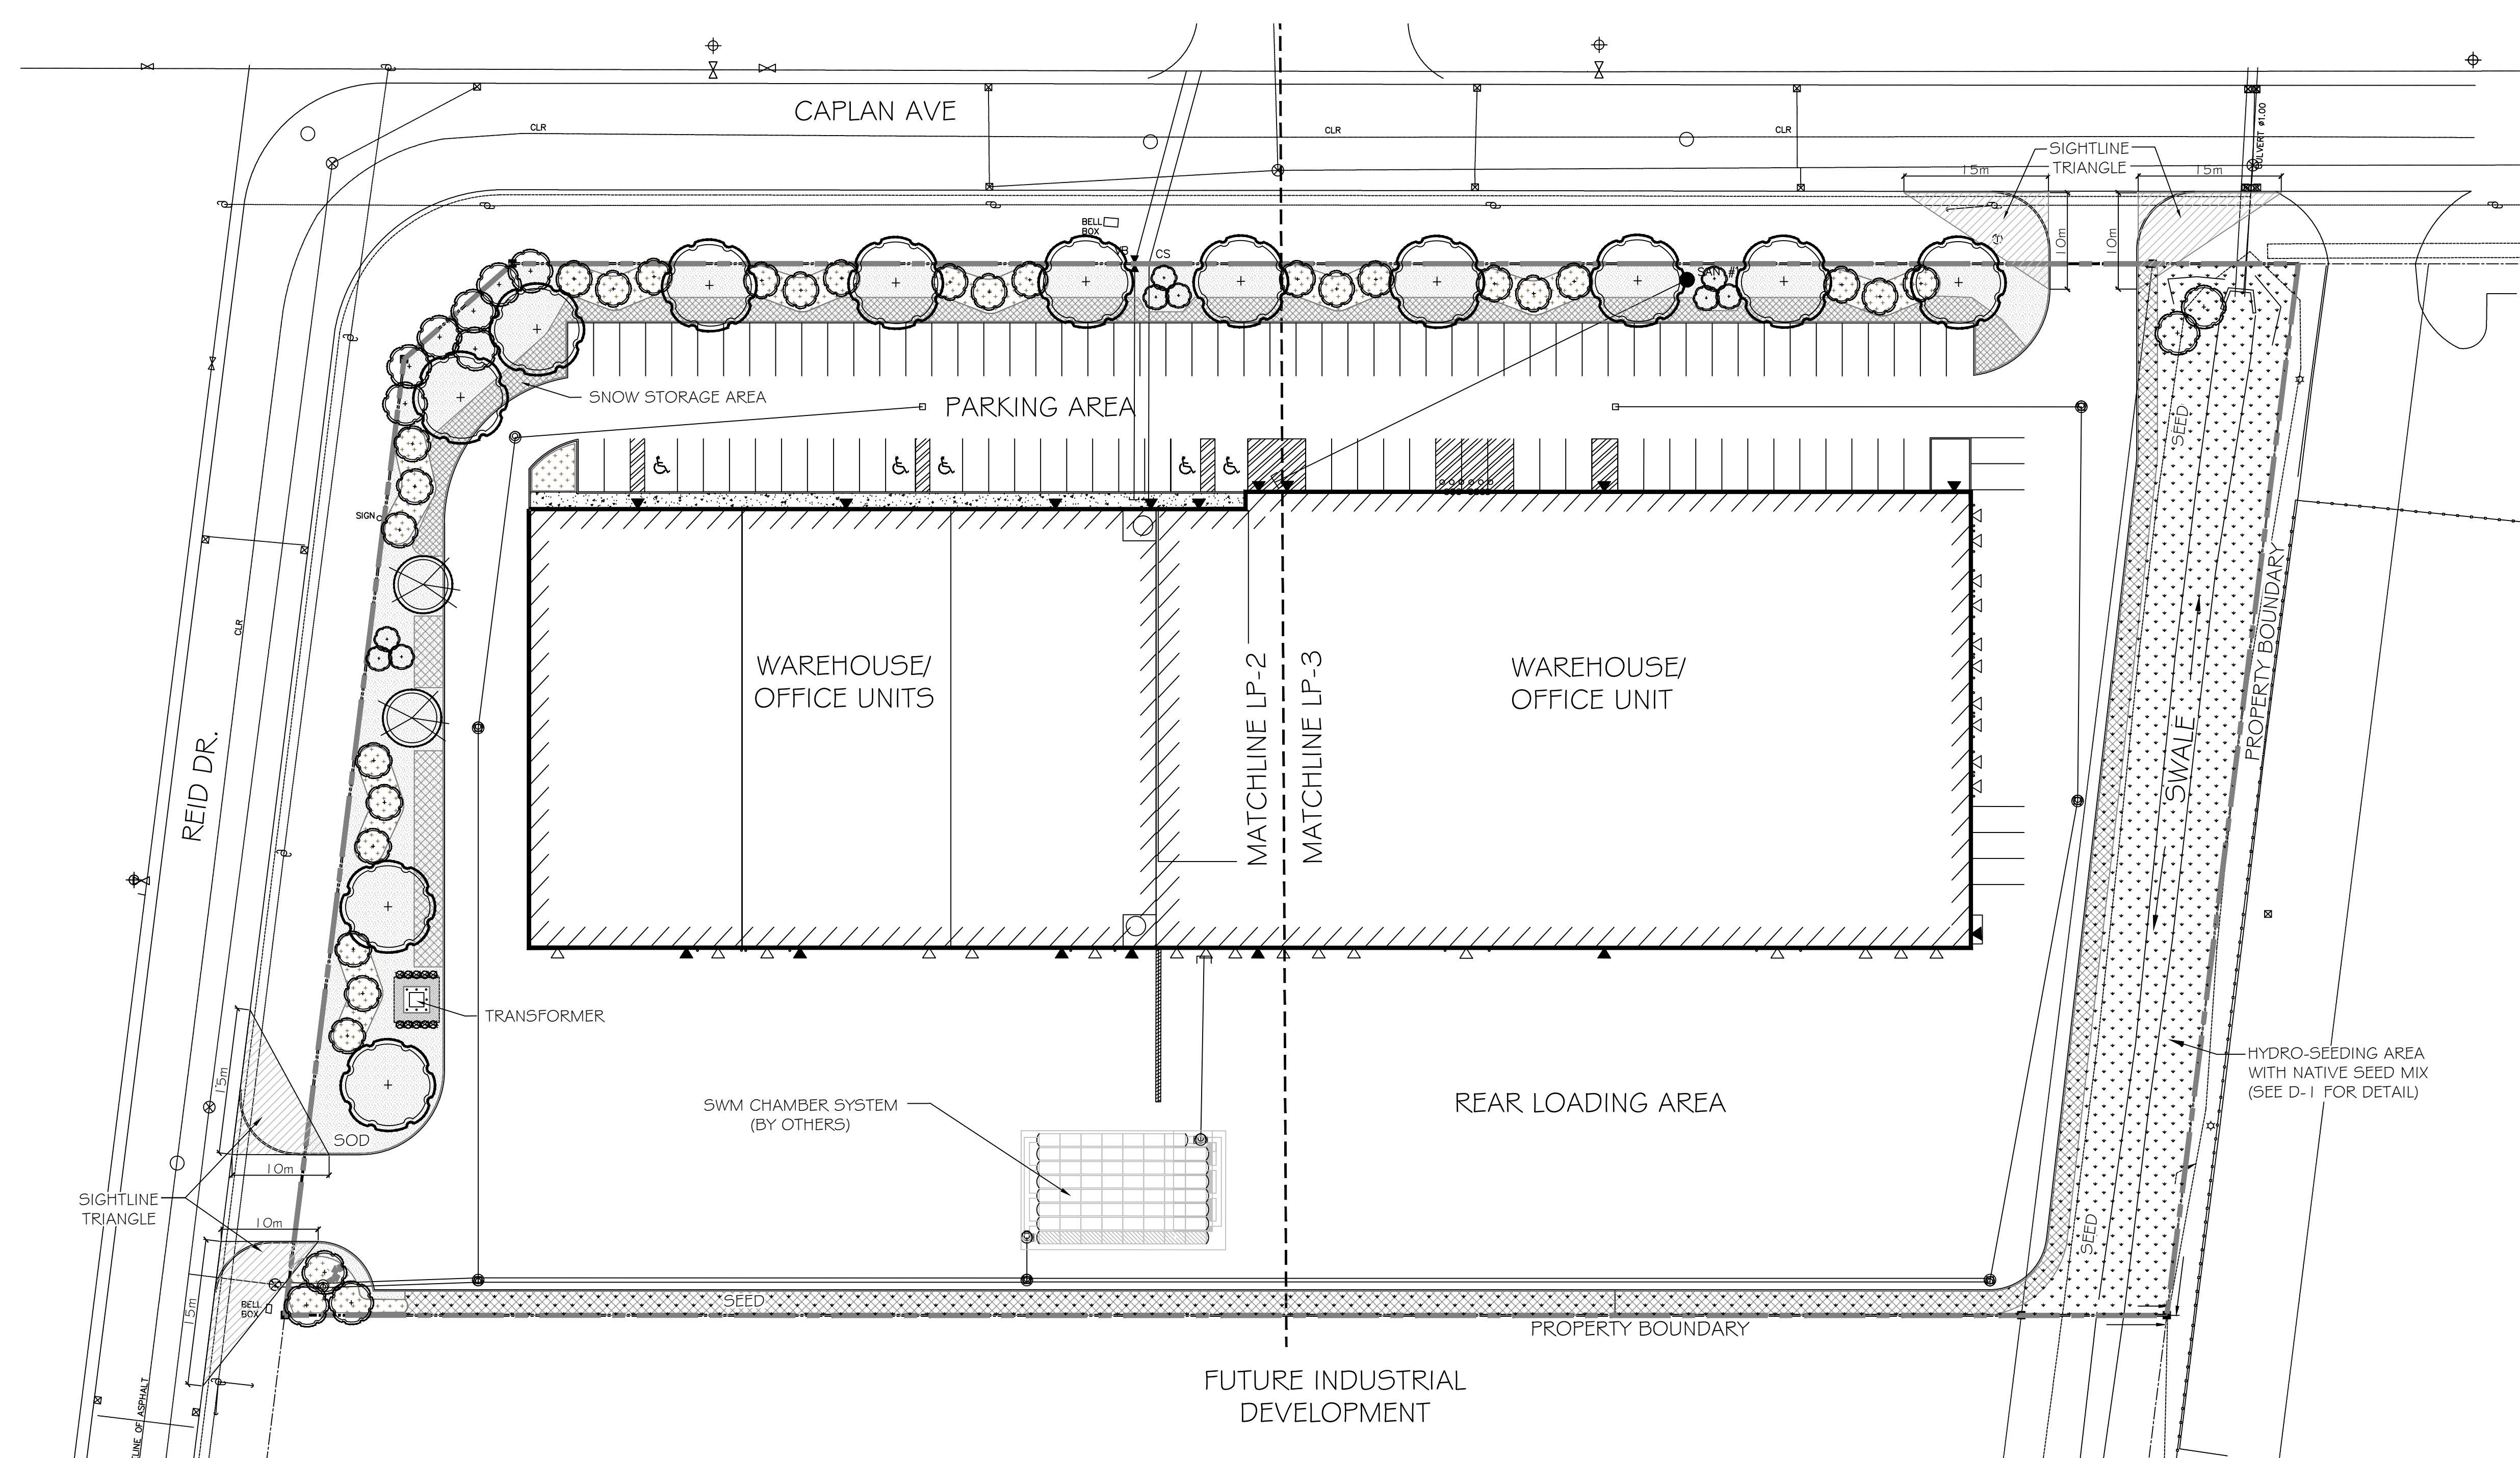 CAPLAN AVE
CLR
CLR
CLR
CULVERT ø1.00
SIGHTLINE
TRIANGLE
15m
15m
BELL
BOX
CS
10m
10m
SNOW STORAGE AREA
PARKING AREA
SEED
SIGN
PROPERTY BOUNDARY
CLR
WAREHOUSE/
OFFICE UNITS
MATCHLINE LP-2
MATCHLINE LP-3
WAREHOUSE/
OFFICE UNIT
REID DR.
SWALE
TRANSFORMER
HYDRO-SEEDING AREA
WITH NATIVE SEED MIX
(SEE D-1 FOR DETAIL)
15m
SWM CHAMBER SYSTEM
(BY OTHERS)
REAR LOADING AREA
SOD
10m
SIGHTLINE
TRIANGLE
10m
SEED
15m
BELL
BOX
SEED
PROPERTY BOUNDARY
FUTURE INDUSTRIAL
DEVELOPMENT
LINE OF ASPHALT